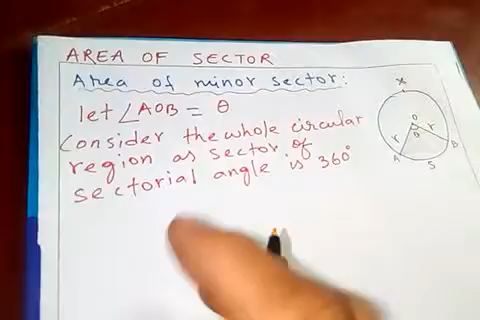 AREA OF SECTOR
Area of minor sector:
let ∠AOB = θ
Consider the whole circular
region as sector of
sectorial angle is 360°
X
O
θ
r
r
A
B
S